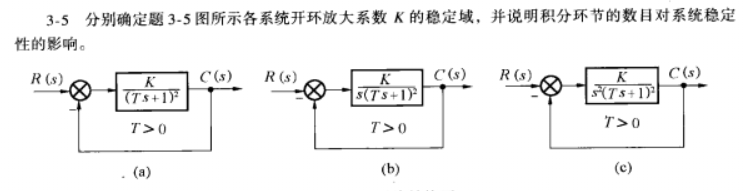 3-5 分别确定题 3-5 图所示各系统开环放大系数 K 的稳定域，并说明积分环节的数目对系统稳定
性的影响。
R(s) K C(s) R(s) K C(s) R(s) K C(s)
(Ts+1)² s(Ts+1)² s²(Ts+1)²
− − −
T>0 T>0 T>0
(a) (b) (c)